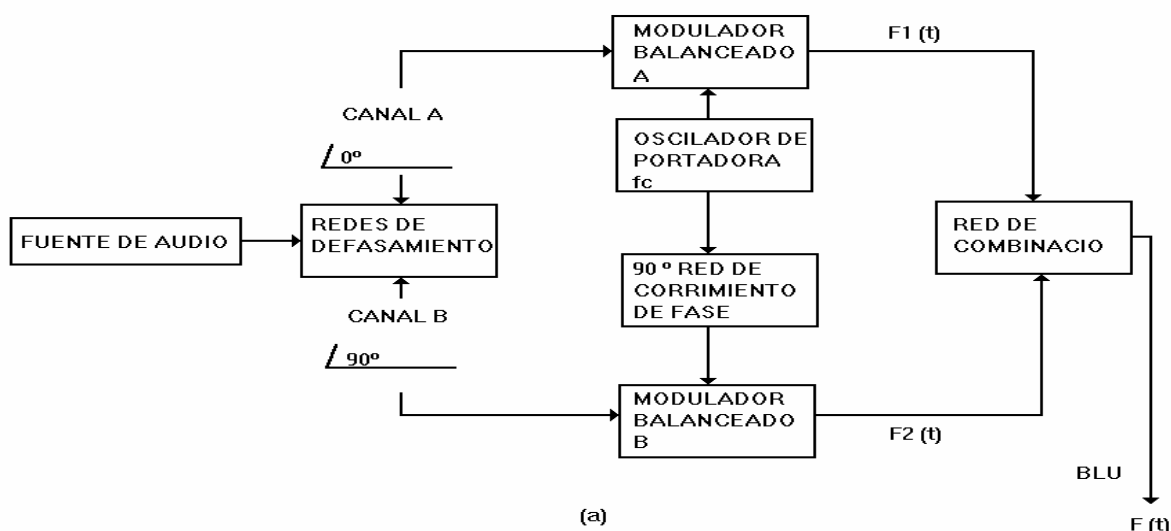 MODULADOR
BALANCEADO
A
F1 (t)
CANAL A
0º
OSCILADOR DE
PORTADORA
fc
FUENTE DE AUDIO
REDES DE
DEFASAMIENTO
RED DE
COMBINACIO
90 º RED DE
CORRIMIENTO
DE FASE
CANAL B
90º
MODULADOR
BALANCEADO
B
F2 (t)
BLU
(a)
F (t)